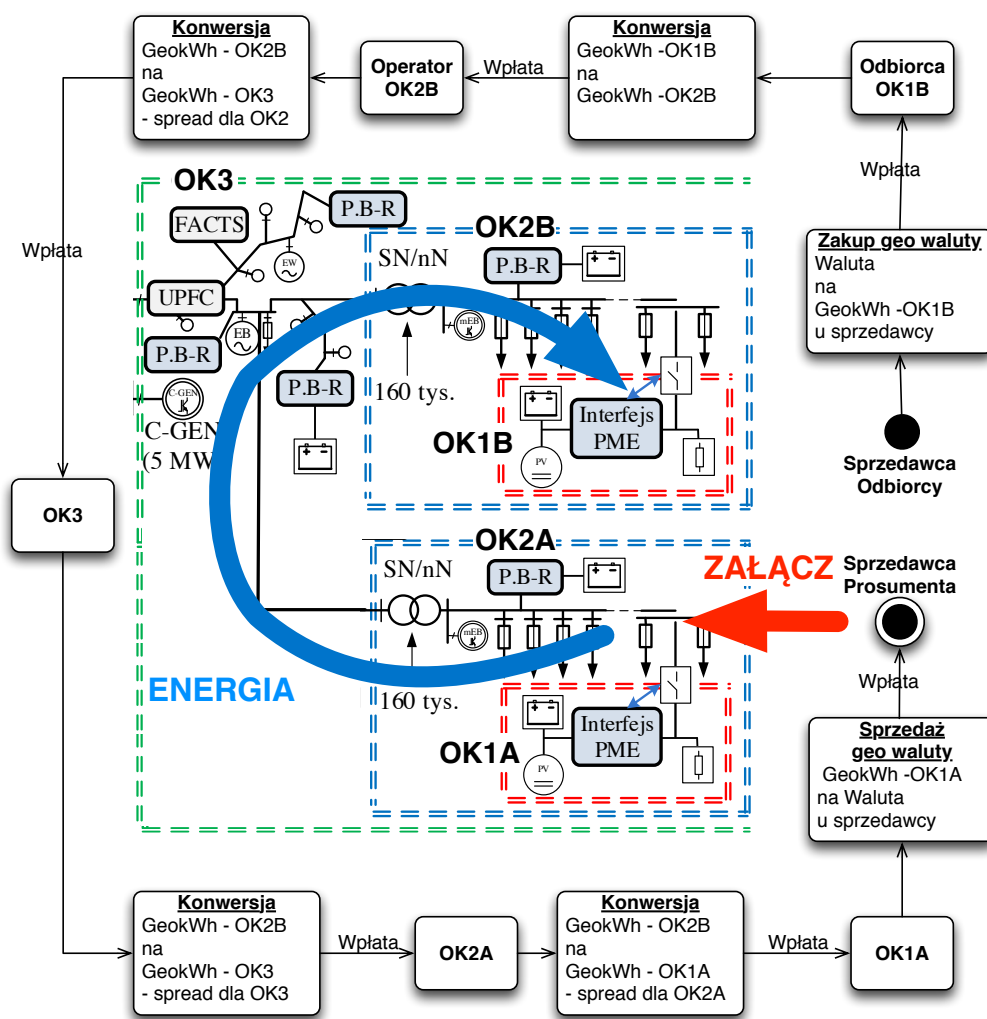 Konwersja
GeokWh - OK2B
na
GeokWh - OK3
- spread dla OK2
Operator
OK2B
Wpłata
Konwersja
GeokWh -OK1B
na
GeokWh -OK2B
Odbiorca
OK1B
Wpłata
Zakup geo waluty
Waluta
na
GeokWh -OK1B
u sprzedawcy
Sprzedawca
Odbiorcy
Wpłata
OK3
OK3
FACTS
P.B-R
EW
UPFC
EB
P.B-R
C-GEN
C-GEN
(5 MW
P.B-R
OK2B
SN/nN
P.B-R
mEB
160 tys.
OK1B
Interfejs
PME
PV
OK2A
SN/nN
P.B-R
mEB
160 tys.
OK1A
Interfejs
PME
PV
ENERGIA
ZAŁĄCZ
Sprzedawca
Prosumenta
Wpłata
Sprzedaż
geo waluty
GeokWh -OK1A
na Waluta
u sprzedawcy
Konwersja
GeokWh - OK2B
na
GeokWh - OK3
- spread dla OK3
Wpłata
OK2A
Konwersja
GeokWh - OK2B
na
GeokWh - OK1A
- spread dla OK2A
Wpłata
OK1A